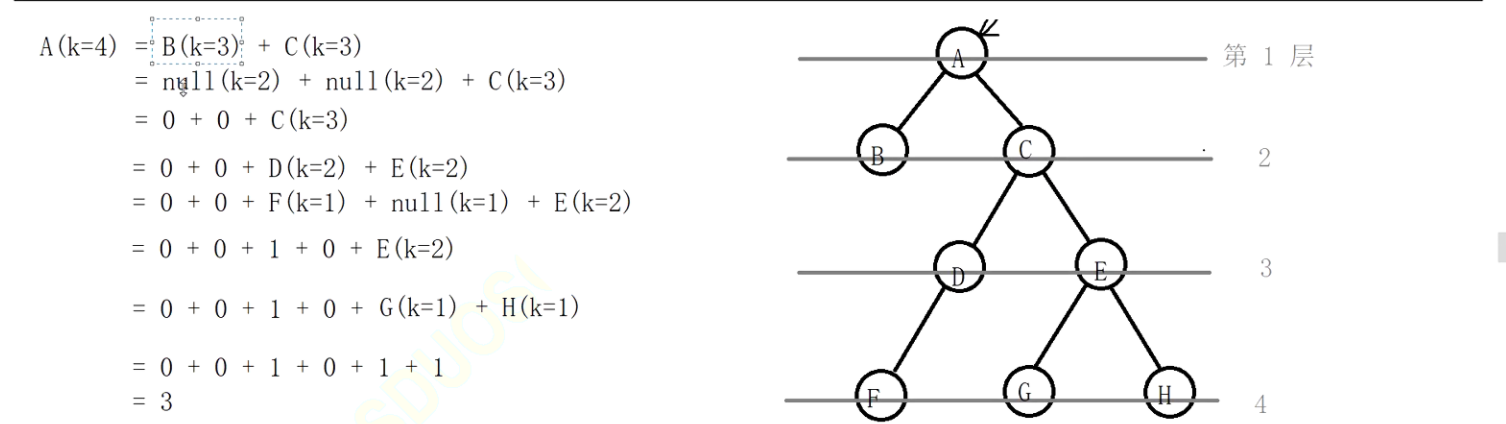 A(k=4) = B(k=3) + C(k=3)
= null(k=2) + null(k=2) + C(k=3)
= 0 + 0 + C(k=3)
= 0 + 0 + D(k=2) + E(k=2)
= 0 + 0 + F(k=1) + null(k=1) + E(k=2)
= 0 + 0 + 1 + 0 + E(k=2)
= 0 + 0 + 1 + 0 + G(k=1) + H(k=1)
= 0 + 0 + 1 + 0 + 1 + 1
= 3
A
第 1 层
B
C
2
D
E
3
F
G
H
4
SDUOSI